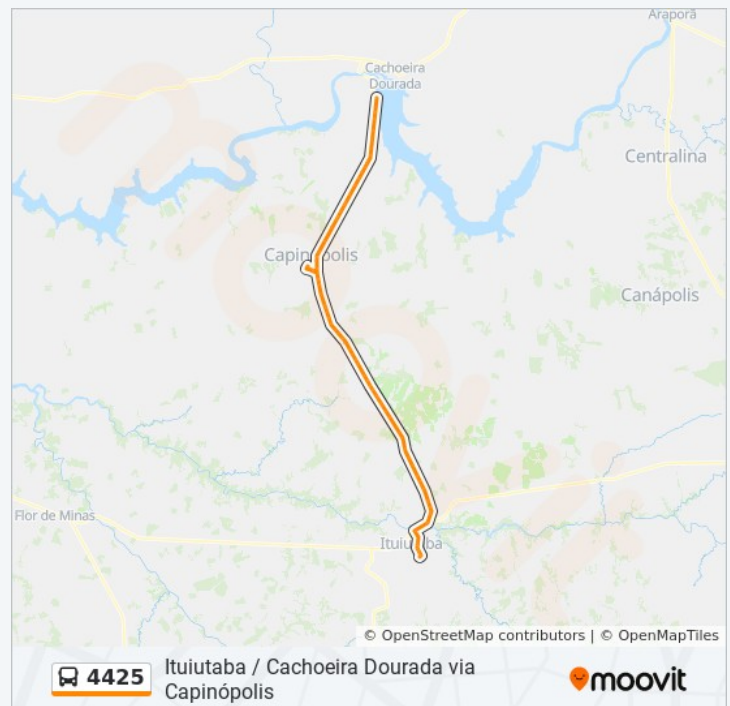 Araporã
Cachoeira
Dourada
Centralina
Capinópolis
Canápolis
Flor de Minas
Ituiutaba
© OpenStreetMap contributors | © OpenMapTiles
4425
Ituiutaba / Cachoeira Dourada via
Capinópolis
moovit
moovit